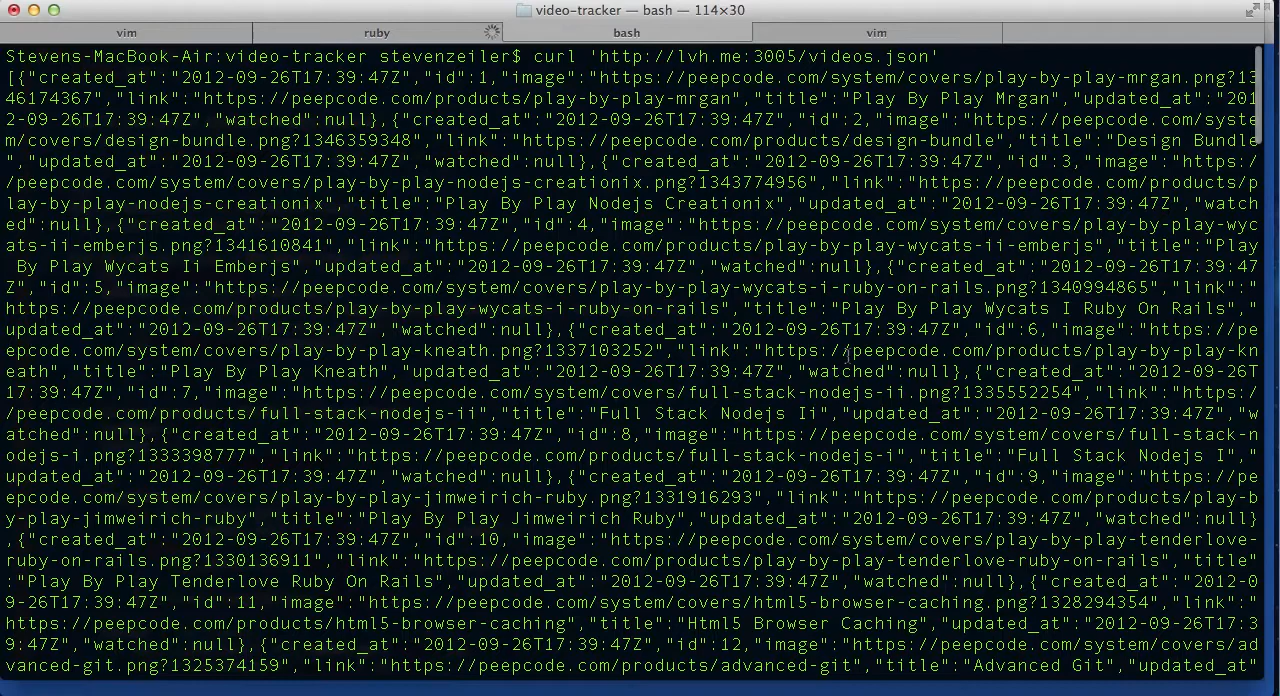 video-tracker — bash — 114×30
vim ruby bash vim
Stevens-MacBook-Air:video-tracker stevenzeiler$ curl 'http://lvh.me:3005/videos.json'
[{"created_at":"2012-09-26T17:39:47Z","id":1,"image":"https://peepcode.com/system/covers/play-by-play-mrgan.png?13
46174367","link":"https://peepcode.com/products/play-by-play-mrgan","title":"Play By Play Mrgan","updated_at":"201
2-09-26T17:39:47Z","watched":null},{"created_at":"2012-09-26T17:39:47Z","id":2,"image":"https://peepcode.com/syste
m/covers/design-bundle.png?1346359348","link":"https://peepcode.com/products/design-bundle","title":"Design Bundle
","updated_at":"2012-09-26T17:39:47Z","watched":null},{"created_at":"2012-09-26T17:39:47Z","id":3,"image":"https:/
/peepcode.com/system/covers/play-by-play-nodejs-creationix.png?1343774956","link":"https://peepcode.com/products/p
lay-by-play-nodejs-creationix","title":"Play By Play Nodejs Creationix","updated_at":"2012-09-26T17:39:47Z","watch
ed":null},{"created_at":"2012-09-26T17:39:47Z","id":4,"image":"https://peepcode.com/system/covers/play-by-play-wyc
ats-ii-emberjs.png?1341610841","link":"https://peepcode.com/products/play-by-play-wycats-ii-emberjs","title":"Play
 By Play Wycats Ii Emberjs","updated_at":"2012-09-26T17:39:47Z","watched":null},{"created_at":"2012-09-26T17:39:47
Z","id":5,"image":"https://peepcode.com/system/covers/play-by-play-wycats-i-ruby-on-rails.png?1340994865","link":"
https://peepcode.com/products/play-by-play-wycats-i-ruby-on-rails","title":"Play By Play Wycats I Ruby On Rails","
updated_at":"2012-09-26T17:39:47Z","watched":null},{"created_at":"2012-09-26T17:39:47Z","id":6,"image":"https://pe
epcode.com/system/covers/play-by-play-kneath.png?1337103252","link":"https://peepcode.com/products/play-by-play-kn
eath","title":"Play By Play Kneath","updated_at":"2012-09-26T17:39:47Z","watched":null},{"created_at":"2012-09-26T
17:39:47Z","id":7,"image":"https://peepcode.com/system/covers/full-stack-nodejs-ii.png?1335552254","link":"https:/
/peepcode.com/products/full-stack-nodejs-ii","title":"Full Stack Nodejs Ii","updated_at":"2012-09-26T17:39:47Z","w
atched":null},{"created_at":"2012-09-26T17:39:47Z","id":8,"image":"https://peepcode.com/system/covers/full-stack-n
odejs-i.png?1333398777","link":"https://peepcode.com/products/full-stack-nodejs-i","title":"Full Stack Nodejs I","
updated_at":"2012-09-26T17:39:47Z","watched":null},{"created_at":"2012-09-26T17:39:47Z","id":9,"image":"https://pe
epcode.com/system/covers/play-by-play-jimweirich-ruby.png?1331916293","link":"https://peepcode.com/products/play-b
y-play-jimweirich-ruby","title":"Play By Play Jimweirich Ruby","updated_at":"2012-09-26T17:39:47Z","watched":null}
,{"created_at":"2012-09-26T17:39:47Z","id":10,"image":"https://peepcode.com/system/covers/play-by-play-tenderlove-
ruby-on-rails.png?1330136911","link":"https://peepcode.com/products/play-by-play-tenderlove-ruby-on-rails","title"
:"Play By Play Tenderlove Ruby On Rails","updated_at":"2012-09-26T17:39:47Z","watched":null},{"created_at":"2012-0
9-26T17:39:47Z","id":11,"image":"https://peepcode.com/system/covers/html5-browser-caching.png?1328294354","link":"
https://peepcode.com/products/html5-browser-caching","title":"Html5 Browser Caching","updated_at":"2012-09-26T17:3
9:47Z","watched":null},{"created_at":"2012-09-26T17:39:47Z","id":12,"image":"https://peepcode.com/system/covers/ad
vanced-git.png?1325374159","link":"https://peepcode.com/products/advanced-git","title":"Advanced Git","updated_at"